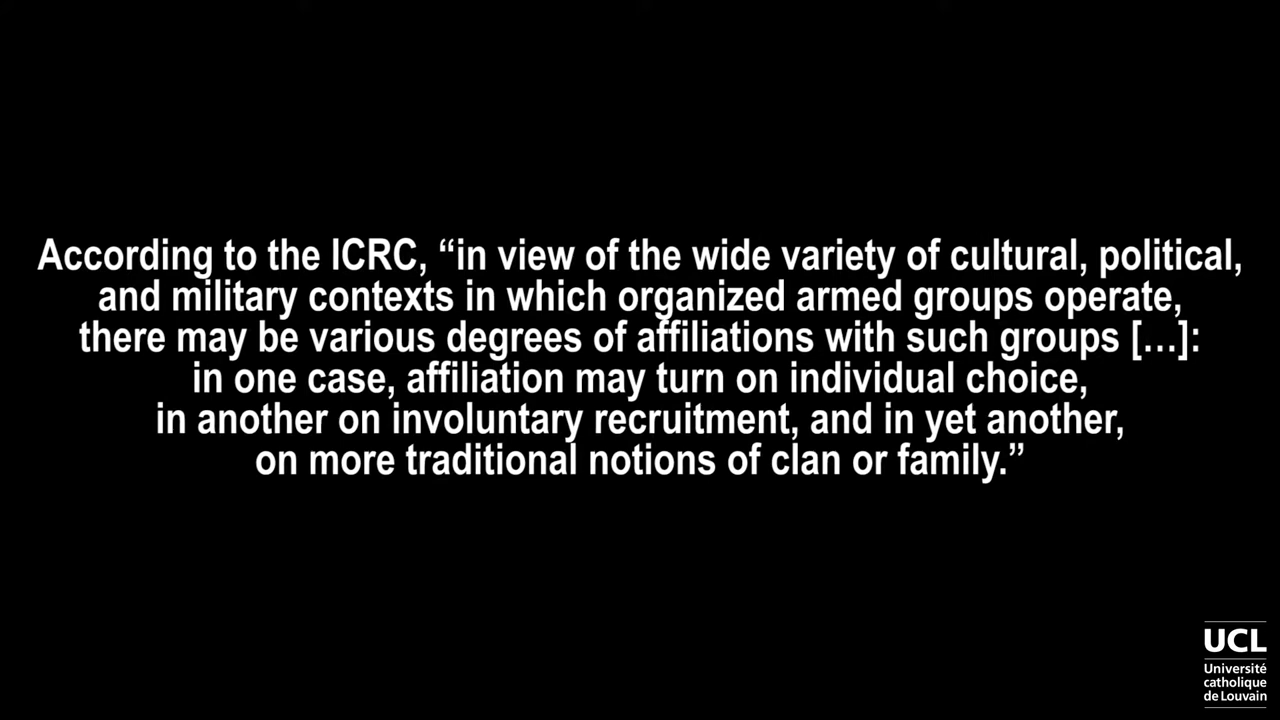 According to the ICRC, “in view of the wide variety of cultural, political,
and military contexts in which organized armed groups operate,
there may be various degrees of affiliations with such groups […]:
in one case, affiliation may turn on individual choice,
in another on involuntary recruitment, and in yet another,
on more traditional notions of clan or family.”
UCL
Université
catholique
de Louvain